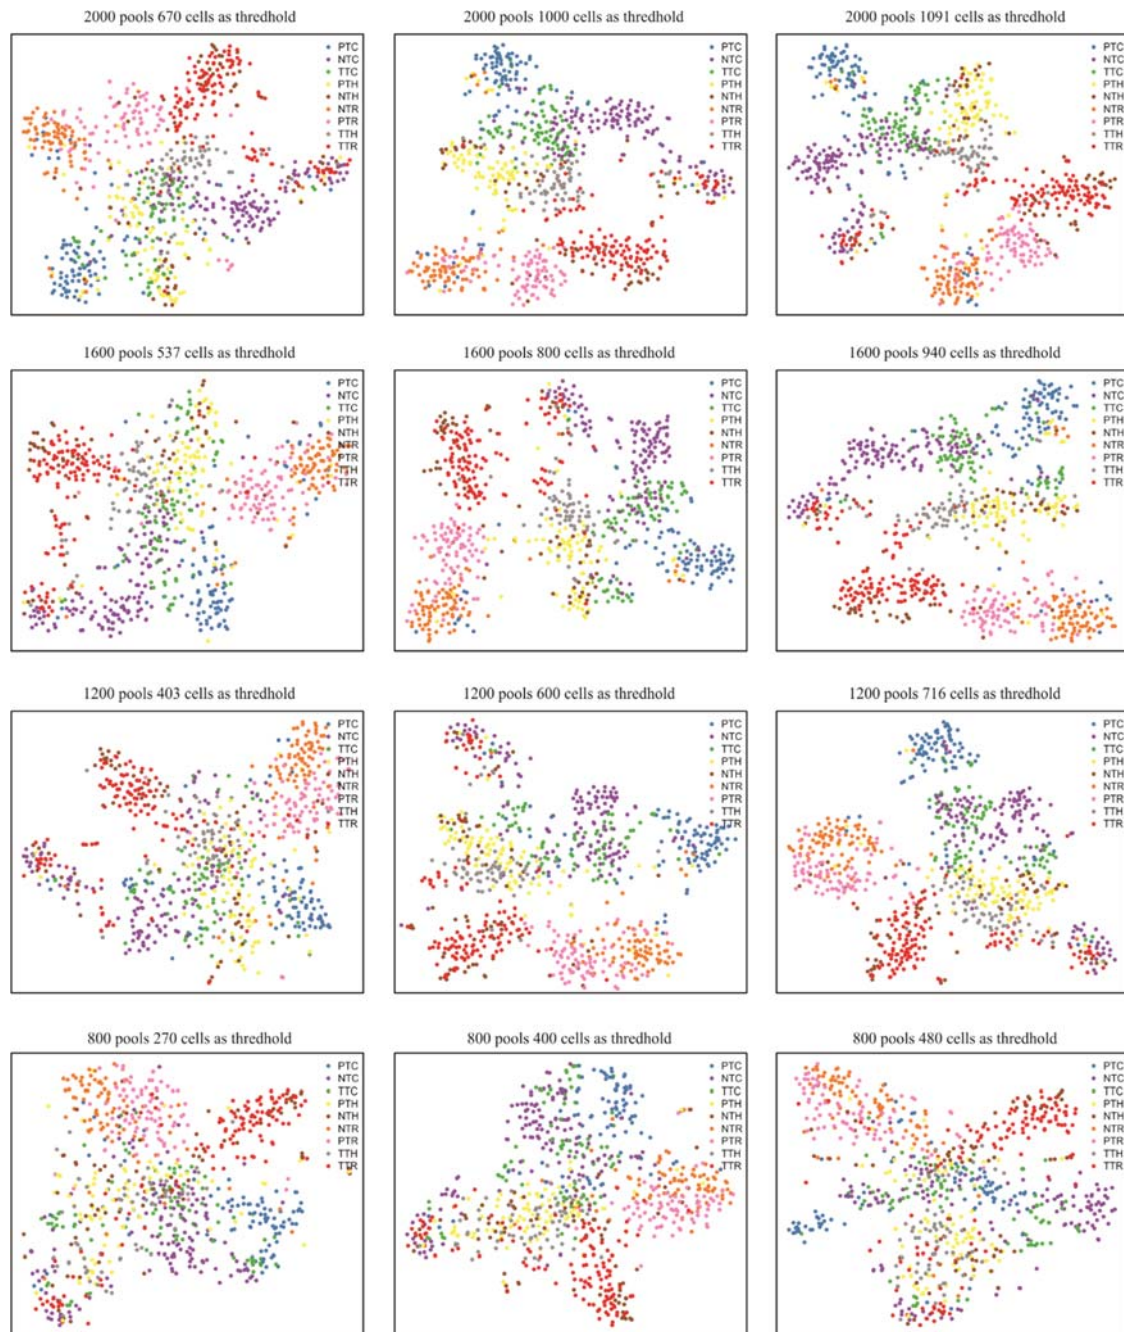 2000 pools 670 cells as thredhold
PTC
NTC
TTC
PTH
NTH
NTR
PTR
TTH
TTR
2000 pools 1000 cells as thredhold
PTC
NTC
TTC
PTH
NTH
NTR
PTR
TTH
TTR
2000 pools 1091 cells as thredhold
PTC
NTC
TTC
PTH
NTH
NTR
PTR
TTH
TTR
1600 pools 537 cells as thredhold
PTC
NTC
TTC
PTH
NTH
NTR
PTR
TTH
TTR
1600 pools 800 cells as thredhold
PTC
NTC
TTC
PTH
NTH
NTR
PTR
TTH
TTR
1600 pools 940 cells as thredhold
PTC
NTC
TTC
PTH
NTH
NTR
PTR
TTH
TTR
1200 pools 403 cells as thredhold
PTC
NTC
TTC
PTH
NTH
NTR
PTR
TTH
TTR
1200 pools 600 cells as thredhold
PTC
NTC
TTC
PTH
NTH
NTR
PTR
TTH
TTR
1200 pools 716 cells as thredhold
PTC
NTC
TTC
PTH
NTH
NTR
PTR
TTH
TTR
800 pools 270 cells as thredhold
PTC
NTC
TTC
PTH
NTH
NTR
PTR
TTH
TTR
800 pools 400 cells as thredhold
PTC
NTC
TTC
PTH
NTH
NTR
PTR
TTH
TTR
800 pools 480 cells as thredhold
PTC
NTC
TTC
PTH
NTH
NTR
PTR
TTH
TTR